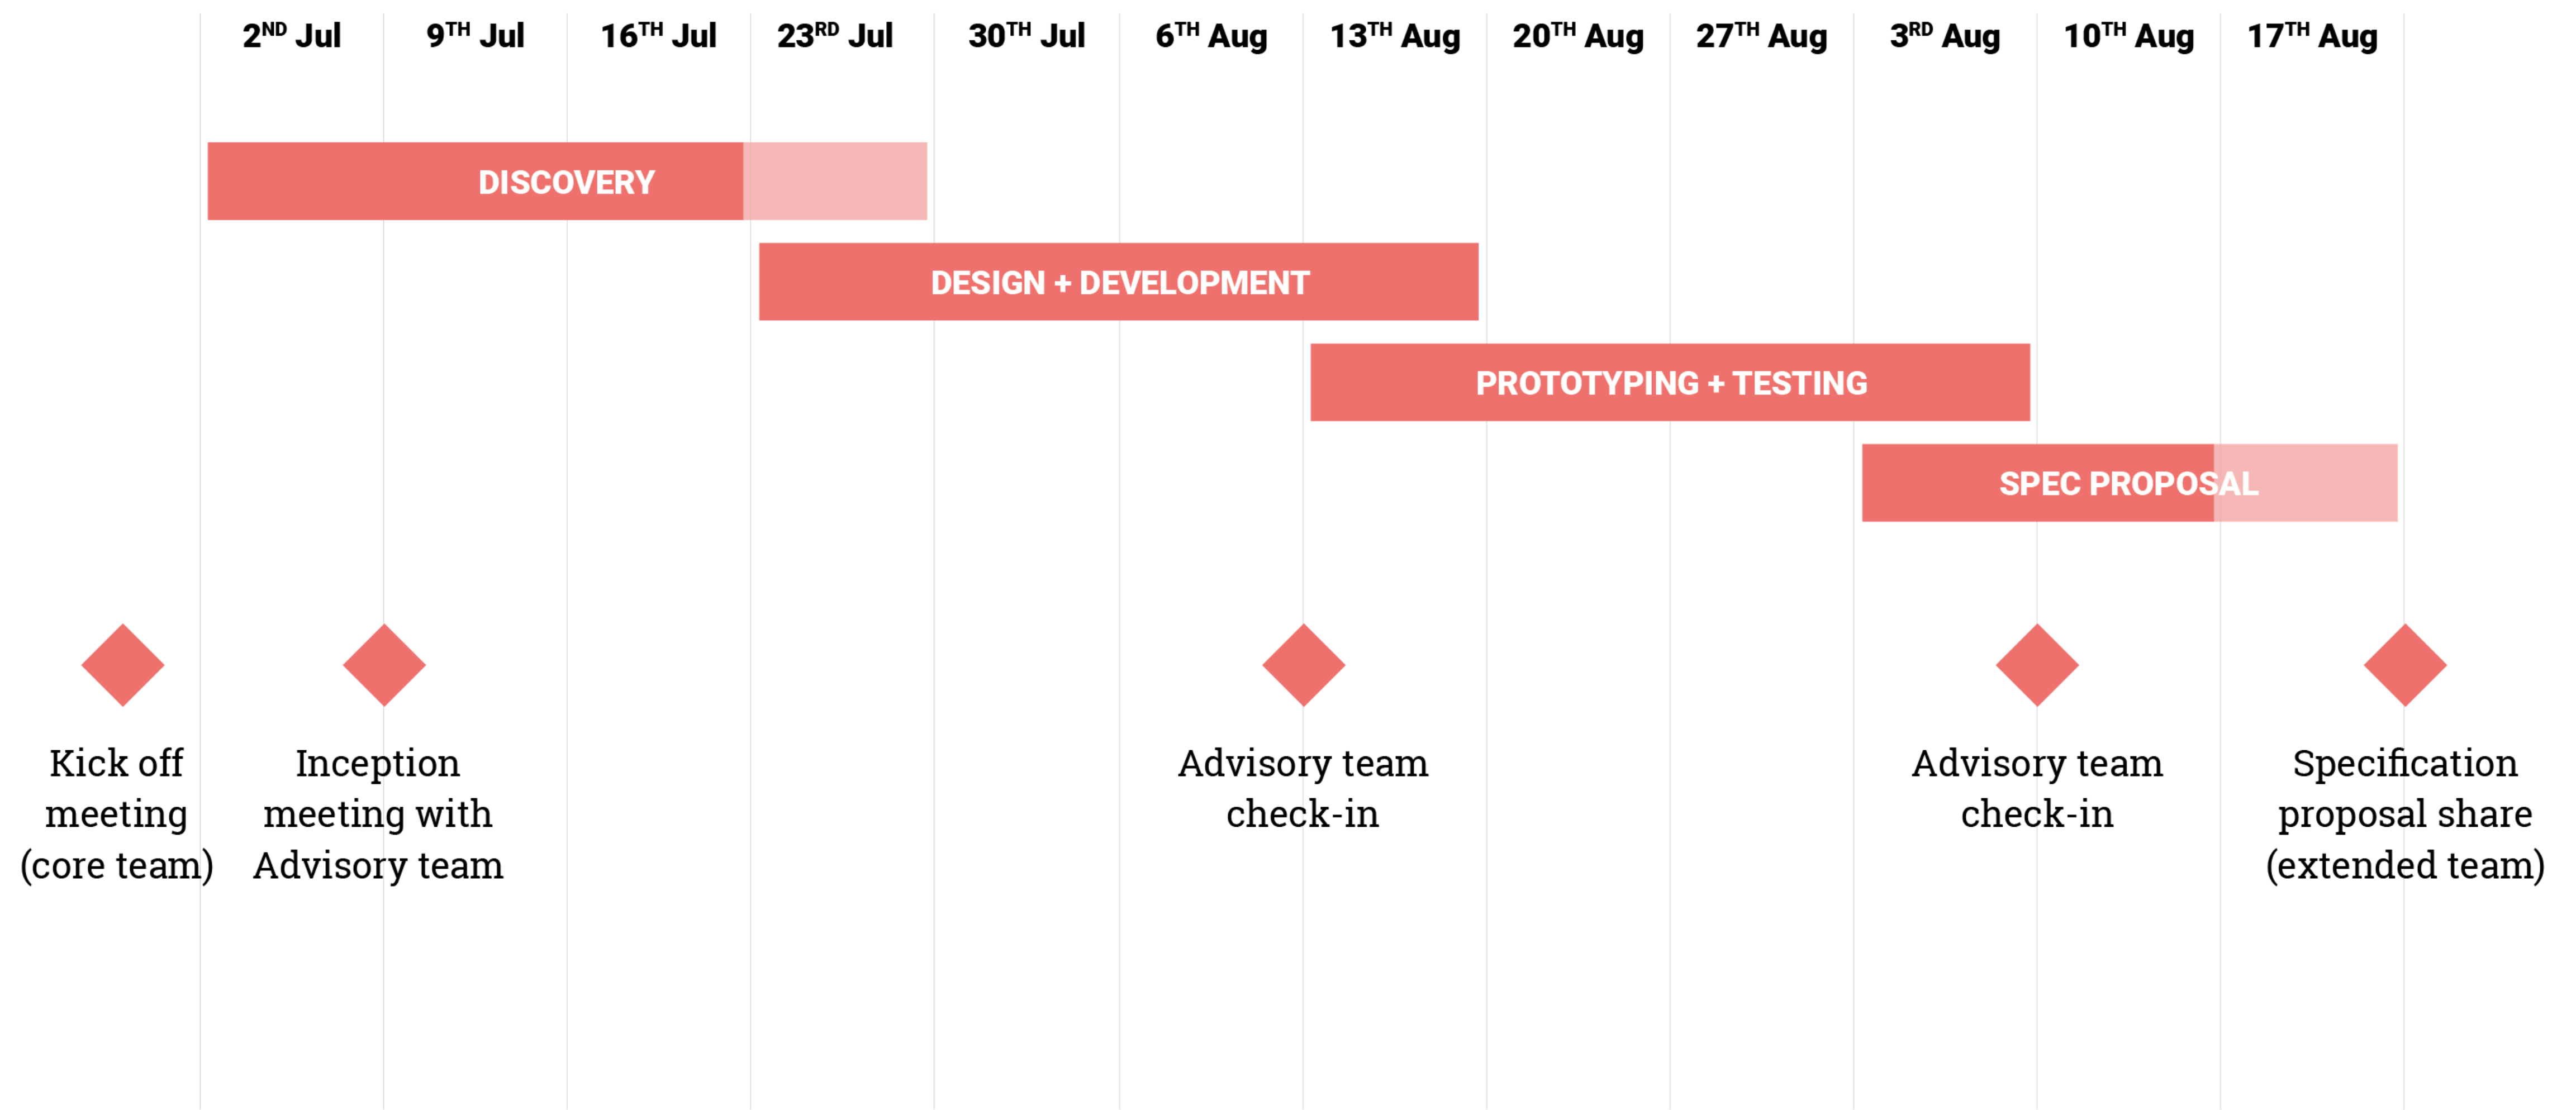 2ND Jul 9TH Jul 16TH Jul 23RD Jul 30TH Jul 6TH Aug 13TH Aug 20TH Aug 27TH Aug 3RD Aug 10TH Aug 17TH Aug
DISCOVERY
DESIGN + DEVELOPMENT
PROTOTYPING + TESTING
SPEC PROPOSAL
Kick off
meeting
(core team)
Inception
meeting with
Advisory team
Advisory team
check-in
Advisory team
check-in
Specification
proposal share
(extended team)